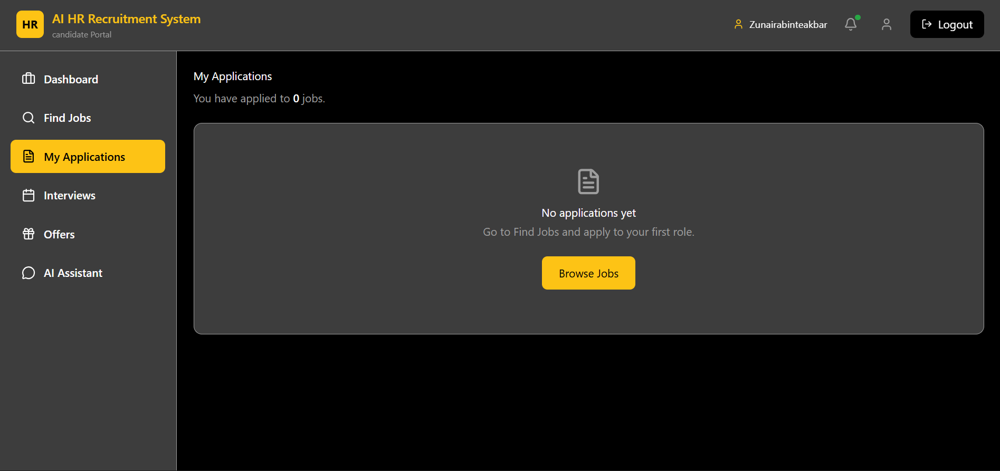 HR
AI HR Recruitment System
candidate Portal
Zunairabinteakbar
Logout
Dashboard
Find Jobs
My Applications
Interviews
Offers
AI Assistant
My Applications
You have applied to 0 jobs.
No applications yet
Go to Find Jobs and apply to your first role.
Browse Jobs